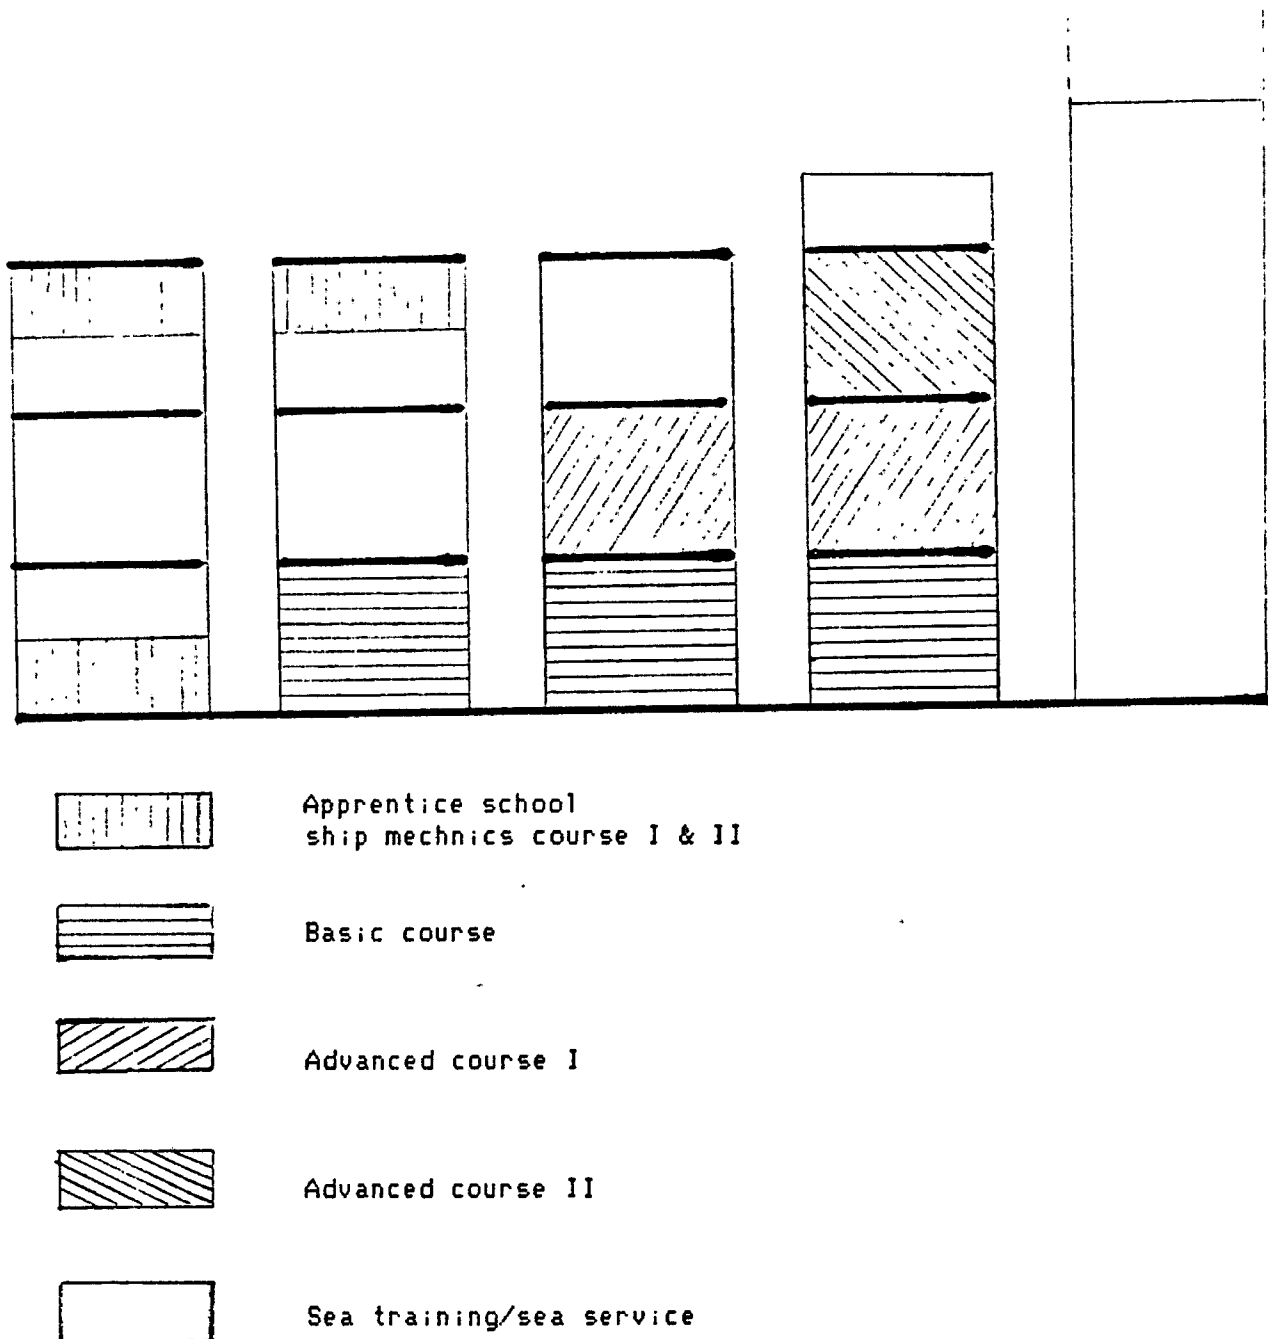 Apprentice school
ship mechnics course I & II
Basic course
Advanced course I
Advanced course II
Sea training/sea service